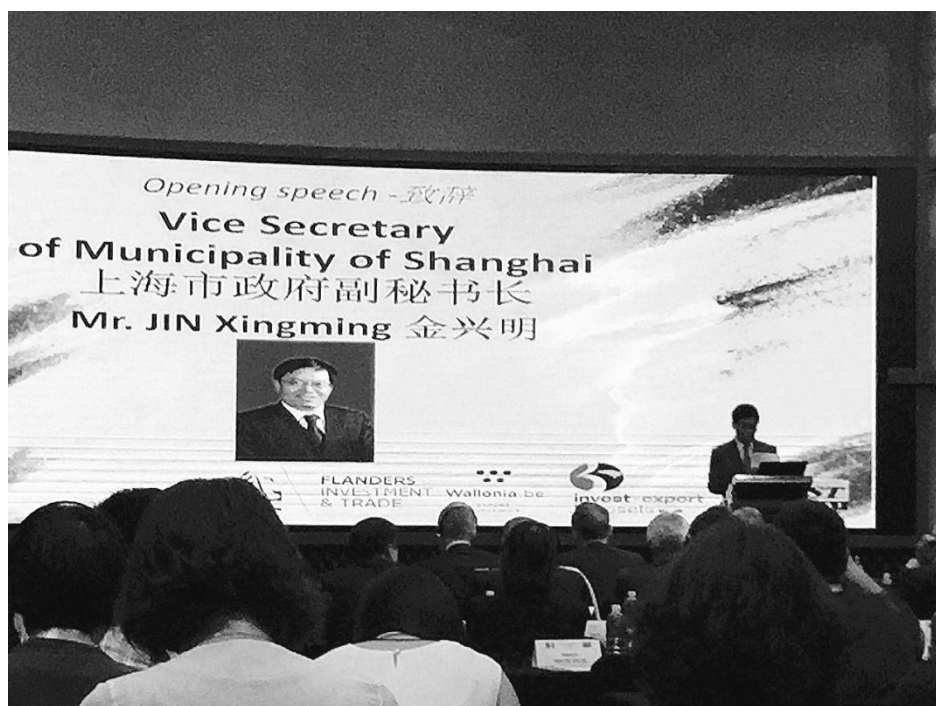 Opening speech - 致辞
Vice Secretary
of Municipality of Shanghai
上海市政府副秘书长
Mr. JIN Xingming 金兴明
FLANDERS
INVESTMENT
& TRADE
Wallonia.be
invest export